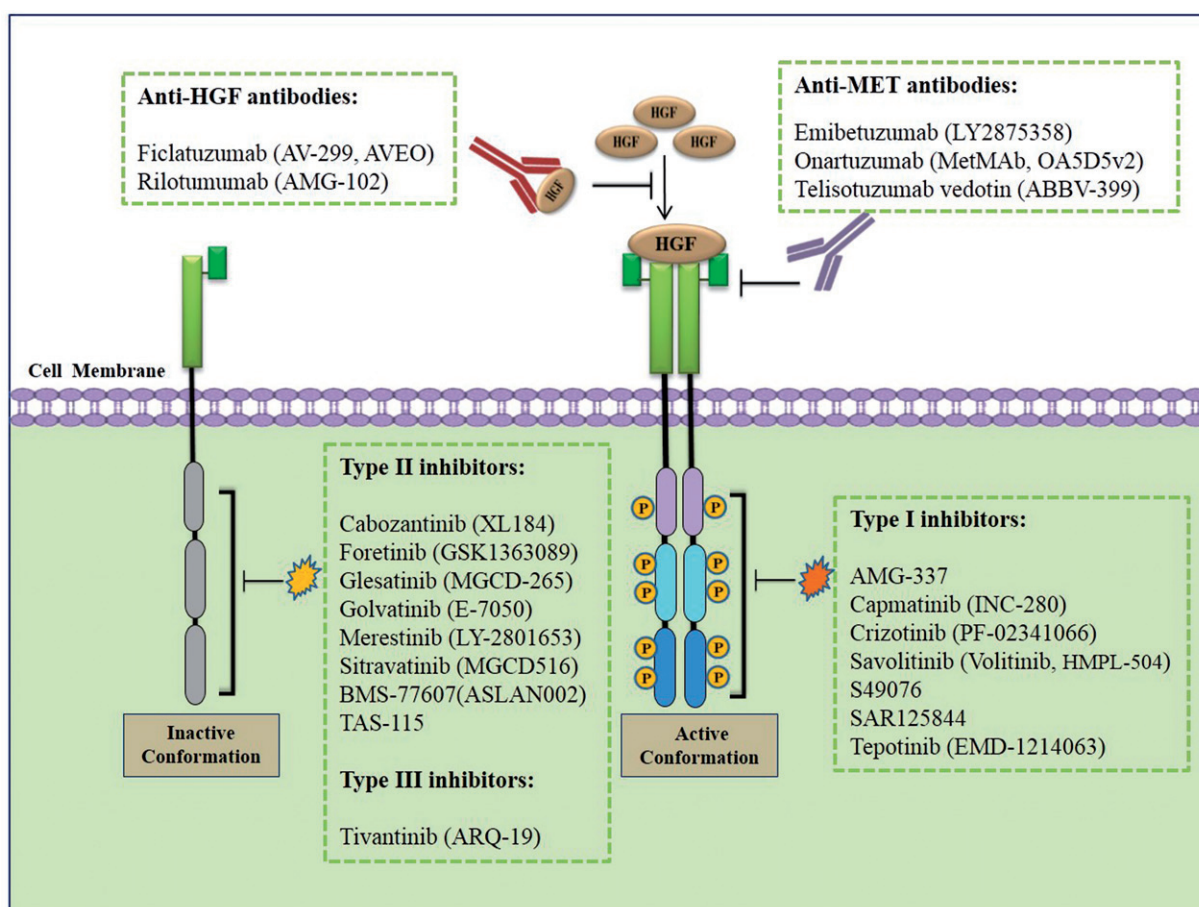 Anti-HGF antibodies:
Ficlatuzumab (AV-299, AVEO)
Rilotumumab (AMG-102)
HGF
HGF
HGF
HGF
HGF
Anti-MET antibodies:
Emibetuzumab (LY2875358)
Onartuzumab (MetMAb, OA5D5v2)
Telisotuzumab vedotin (ABBV-399)
Cell Membrane
Type II inhibitors:
Cabozantinib (XL184)
Foretinib (GSK1363089)
Glesatinib (MGCD-265)
Golvatinib (E-7050)
Merestinib (LY-2801653)
Sitravatinib (MGCD516)
BMS-77607(ASLAN002)
TAS-115
Type III inhibitors:
Tivantinib (ARQ-19)
Inactive
Conformation
P
P
P
P
P
P
P
P
P
P
Active
Conformation
Type I inhibitors:
AMG-337
Capmatinib (INC-280)
Crizotinib (PF-02341066)
Savolitinib (Volitinib, HMPL-504)
S49076
SAR125844
Tepotinib (EMD-1214063)